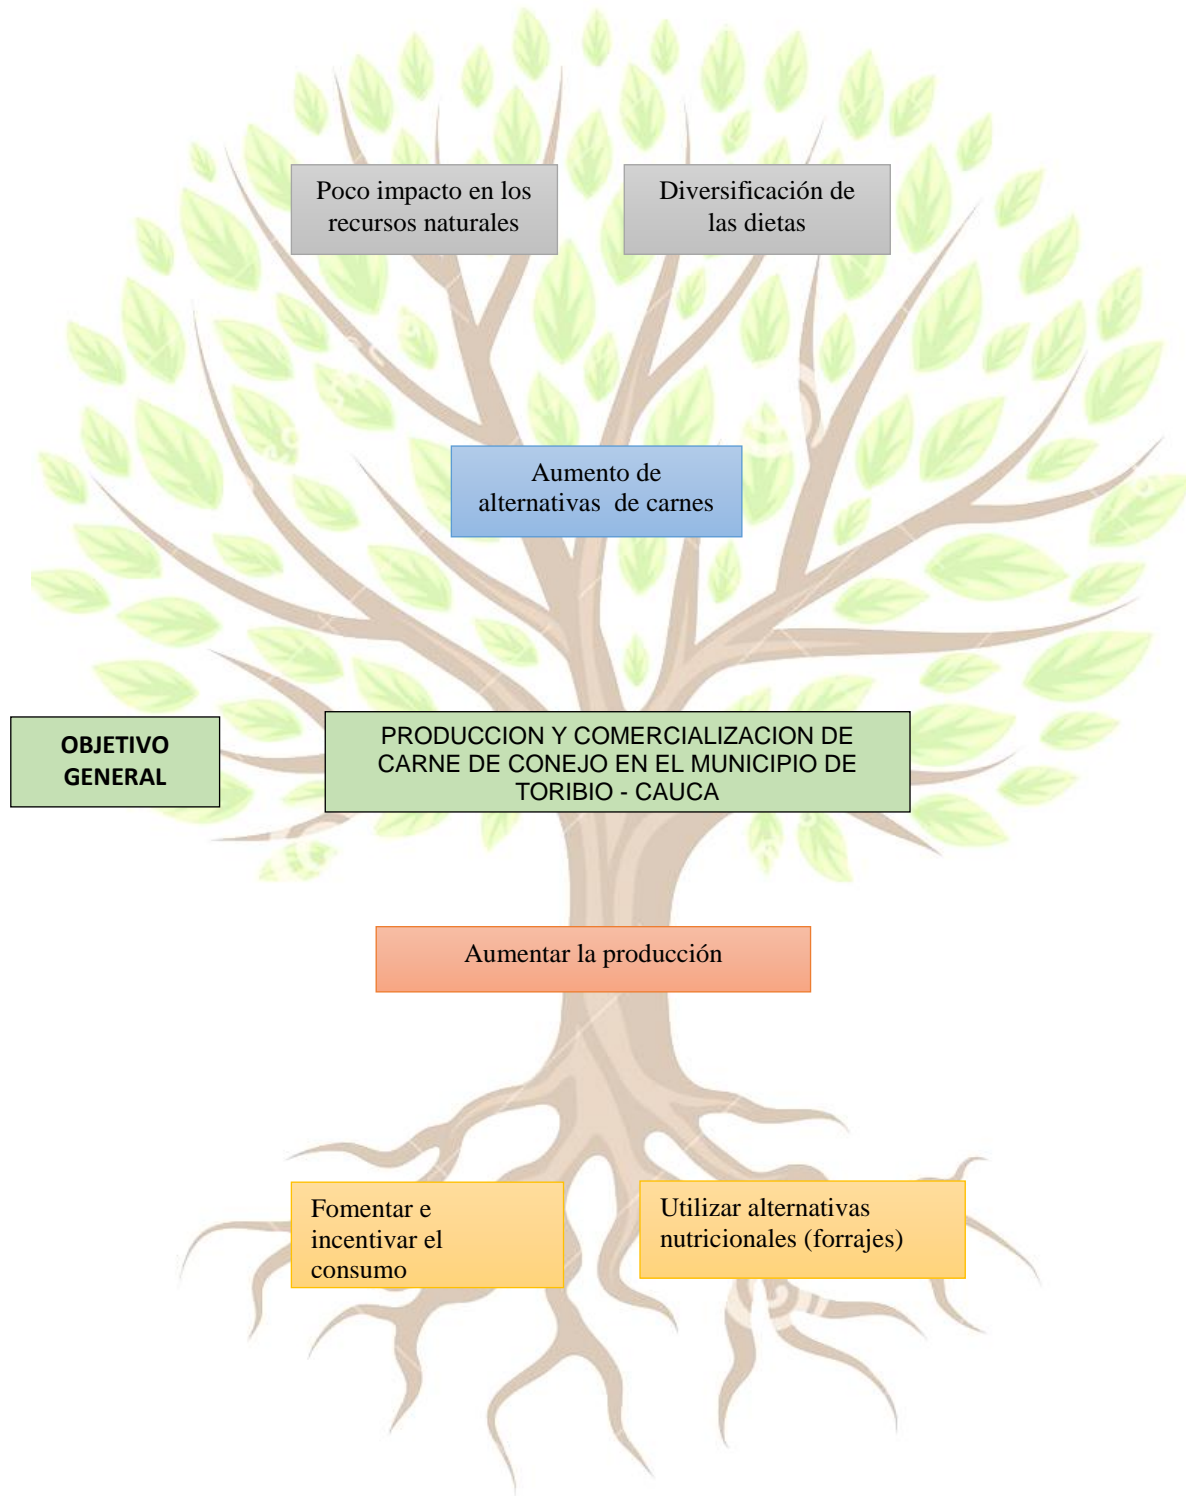 Poco impacto en los
recursos naturales
Diversificación de
las dietas
Aumento de
alternativas de carnes
OBJETIVO
GENERAL
PRODUCCION Y COMERCIALIZACION DE
CARNE DE CONEJO EN EL MUNICIPIO DE
TORIBIO - CAUCA
Aumentar la producción
Fomentar e
incentivar el
consumo
Utilizar alternativas
nutricionales (forrajes)